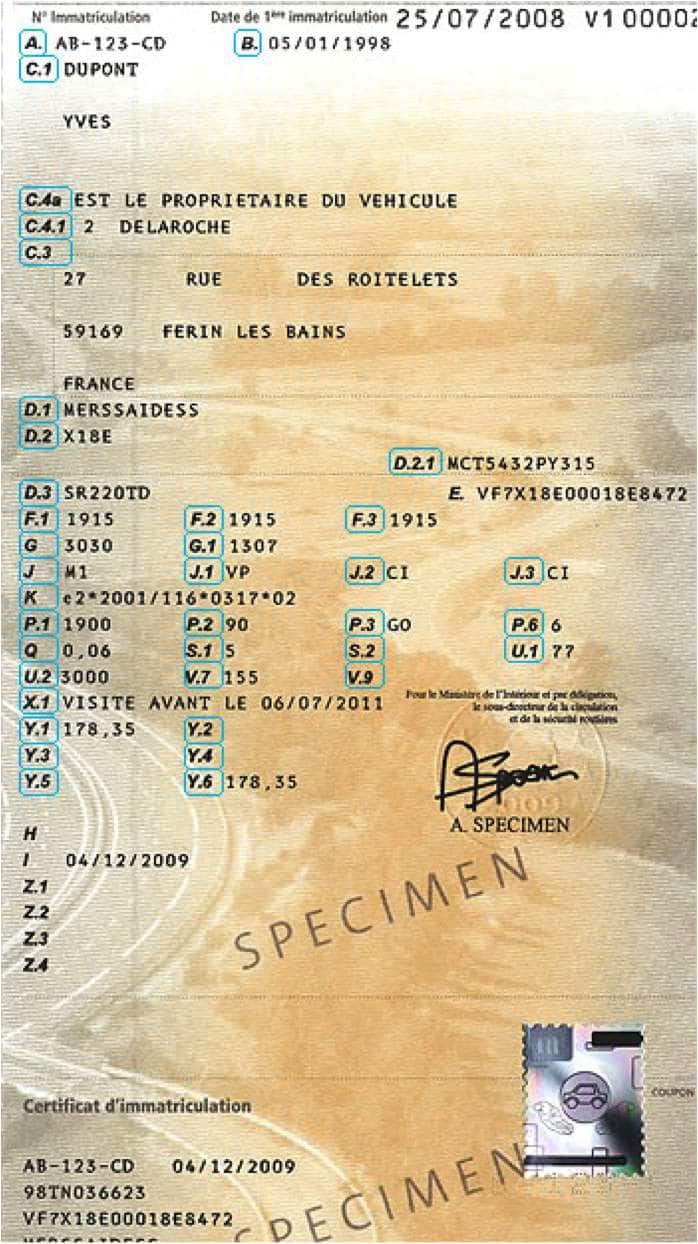 N° Immatriculation Date de 1ère immatriculation 25/07/2008 V1 00002
A. AB-123-CD B. 05/01/1998
C.1 DUPONT
YVES
C.4a EST LE PROPRIETAIRE DU VEHICULE
C.4.1 2 DELAROCHE
C.3
27 RUE DES ROITELETS
59169 FERIN LES BAINS
FRANCE
D.1 MERSSAIDESS
D.2 X18E
D.2.1 MCT5432PY315
D.3 SR220TD E. VF7X18E00018E8472
F.1 1915 F.2 1915 F.3 1915
G 3030 G.1 1307
J M1 J.1 VP J.2 CI J.3 CI
K e2*2001/116*0317*02
P.1 1900 P.2 90 P.3 GO P.6 6
Q 0,06 S.1 5 S.2 U.1 77
U.2 3000 V.7 155 V.9
X.1 VISITE AVANT LE 06/07/2011
Pour le Ministère de l'Intérieur et par délégation,
le sous-directeur de la circulation
et de la sécurité routières
Y.1 178,35 Y.2
Y.3 Y.4
Y.5 Y.6 178,35
A. SPECIMEN
H
I 04/12/2009
Z.1
Z.2
Z.3
Z.4
SPECIMEN
COUPON
Certificat d'immatriculation
AB-123-CD 04/12/2009
98TN036623
VF7X18E00018E8472
SPECIMEN
MERSSAIDESS